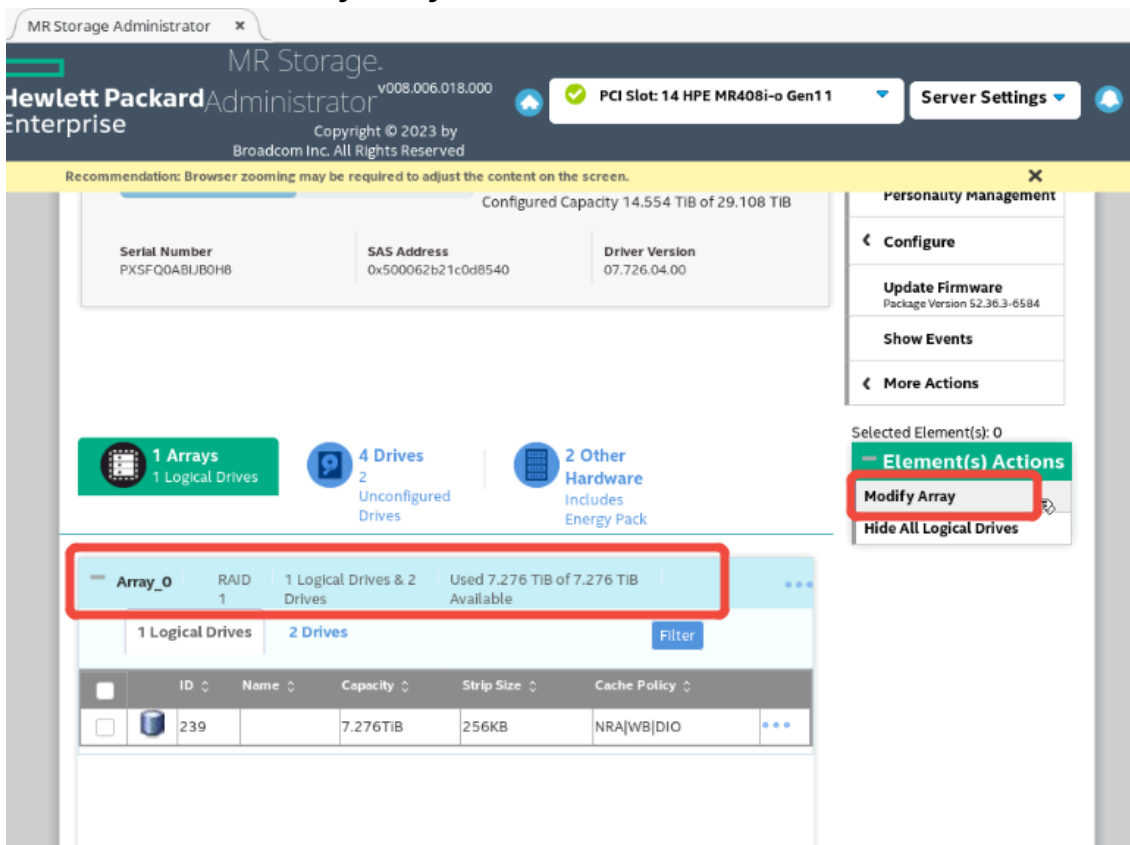 MR Storage Administrator ×
MR Storage
Administrator v008.006.018.000
Hewlett Packard
Enterprise
Copyright © 2023 by
Broadcom Inc. All Rights Reserved
PCI Slot: 14 HPE MR408i-o Gen11
Server Settings
Recommendation: Browser zooming may be required to adjust the content on the screen.
Configured Capacity 14.554 TiB of 29.108 TiB
Serial Number
PXSFQ0ABIJB0H8
SAS Address
0x500062b21c0d8540
Driver Version
07.726.04.00
Personality Management
Configure
Update Firmware
Package Version 52.36.3-6584
Show Events
More Actions
Selected Element(s): 0
Element(s) Actions
Modify Array
Hide All Logical Drives
1 Arrays
1 Logical Drives
4 Drives
2
Unconfigured
Drives
2 Other
Hardware
Includes
Energy Pack
Array_0 RAID 1 Logical Drives & 2 Used 7.276 TiB of 7.276 TiB
1 Drives Available
1 Logical Drives 2 Drives Filter
ID Name Capacity Strip Size Cache Policy
239 7.276TiB 256KB NRA|WB|DIO